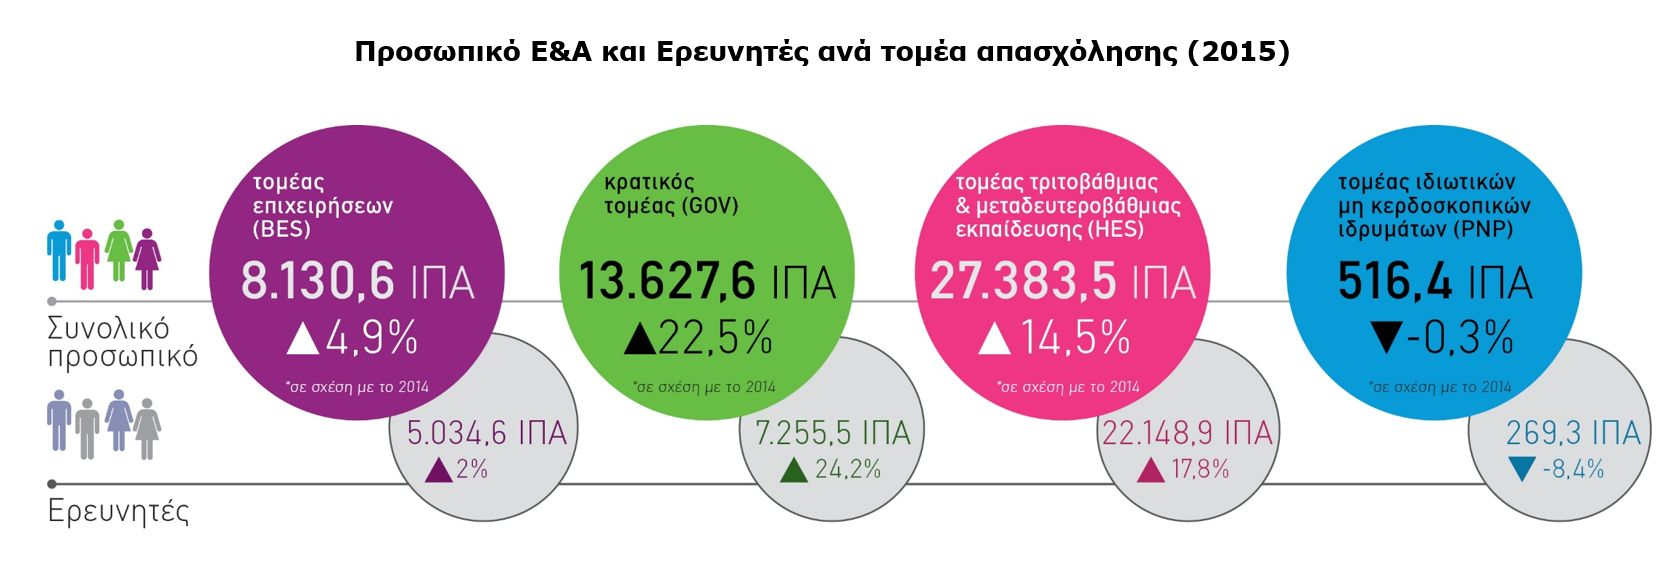 Προσωπικό Ε&Α και Ερευνητές ανά τομέα απασχόλησης (2015)
τομέας
επιχειρήσεων
(BES)
8.130,6 ΙΠΑ
▲4,9%
*σε σχέση με το 2014
κρατικός
τομέας (GOV)
13.627,6 ΙΠΑ
▲22,5%
*σε σχέση με το 2014
τομέας τριτοβάθμιας
& μεταδευτεροβάθμιας
εκπαίδευσης (HES)
27.383,5 ΙΠΑ
▲14,5%
*σε σχέση με το 2014
τομέας ιδιωτικών
μη κερδοσκοπικών
ιδρυμάτων (PNP)
516,4 ΙΠΑ
▼-0,3%
*σε σχέση με το 2014
Συνολικό
προσωπικό
5.034,6 ΙΠΑ
▲2%
7.255,5 ΙΠΑ
▲24,2%
22.148,9 ΙΠΑ
▲17,8%
269,3 ΙΠΑ
▼-8,4%
Ερευνητές